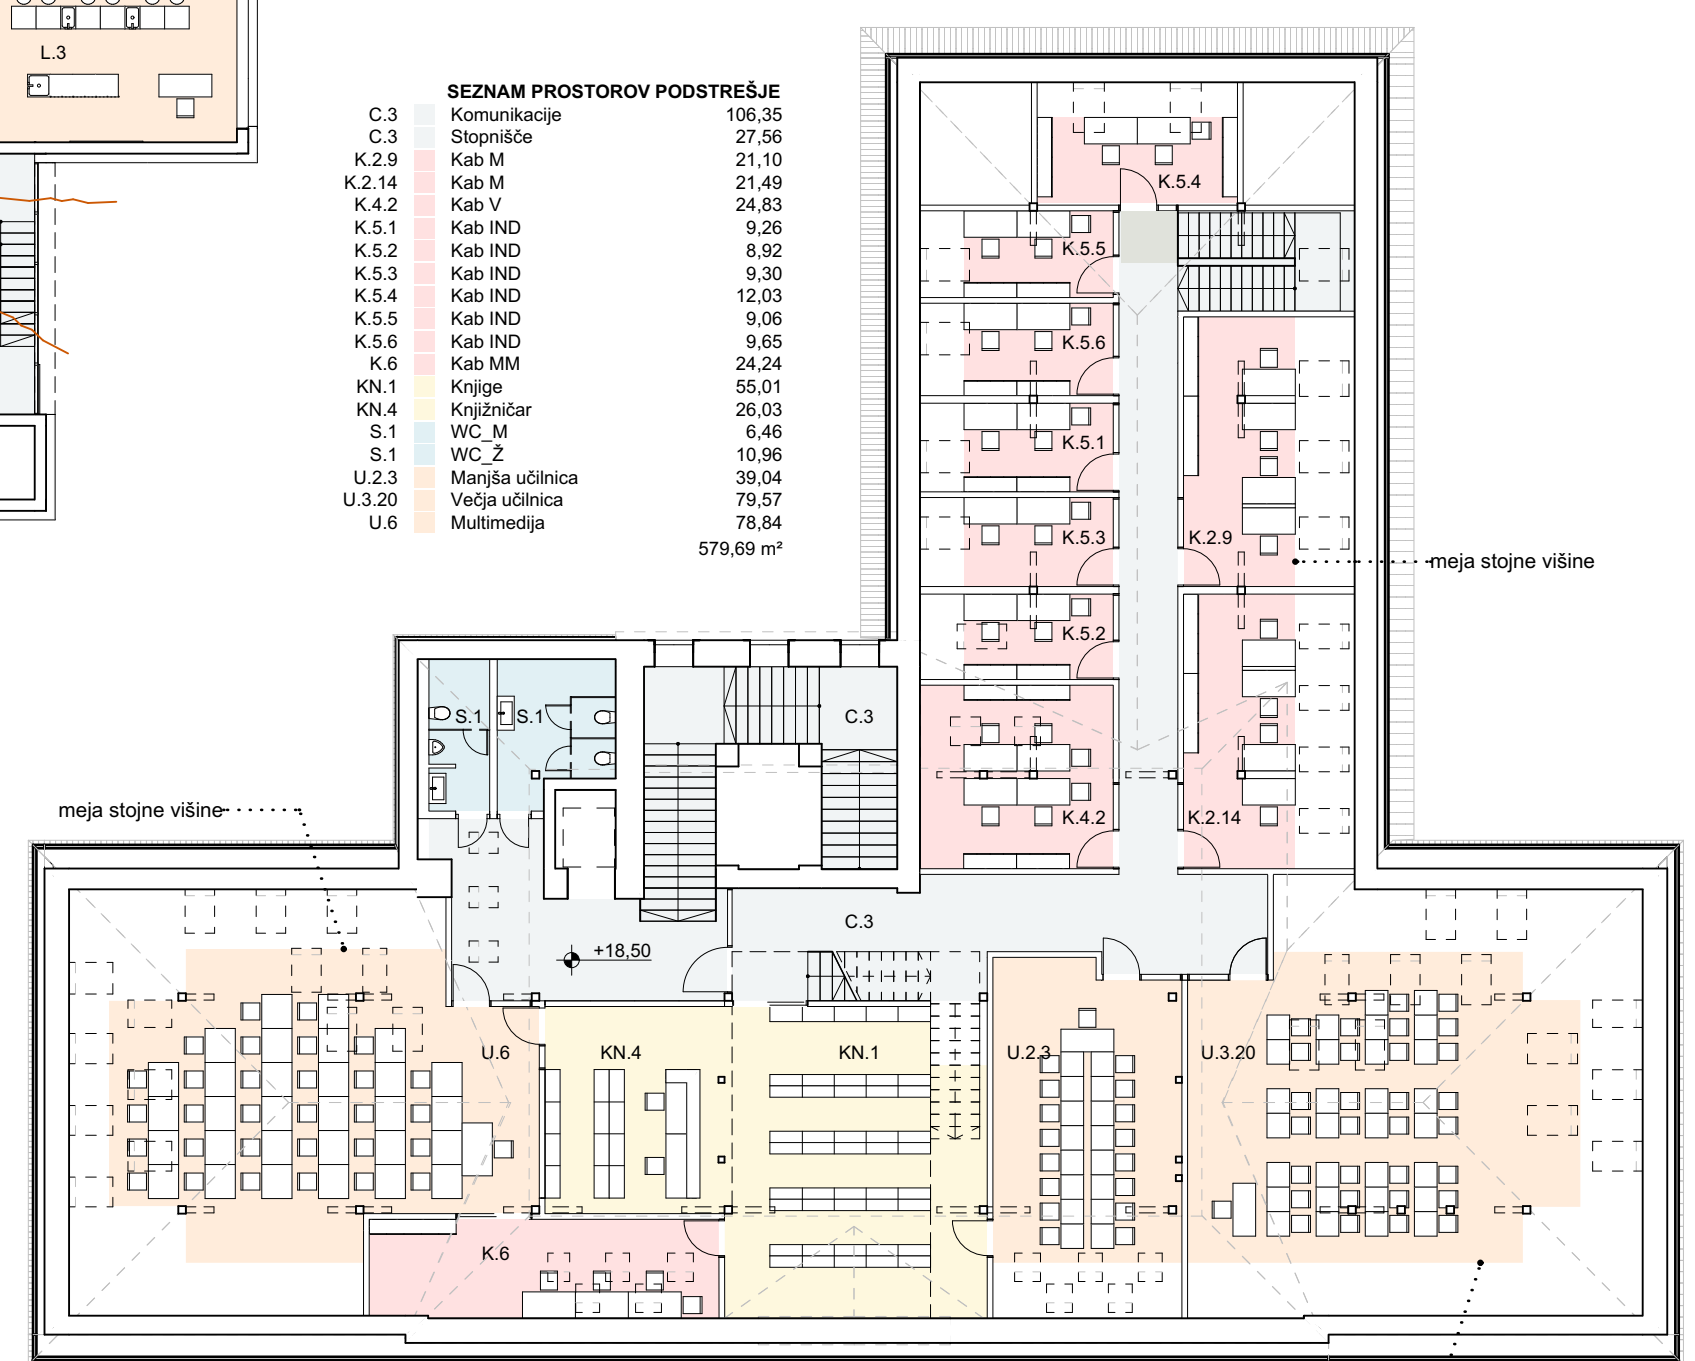 L.3
SEZNAM PROSTOROV PODSTREŠJE
C.3 Komunikacije 106,35
C.3 Stopnišče 27,56
K.2.9 Kab M 21,10
K.2.14 Kab M 21,49
K.4.2 Kab V 24,83
K.5.1 Kab IND 9,26
K.5.2 Kab IND 8,92
K.5.3 Kab IND 9,30
K.5.4 Kab IND 12,03
K.5.5 Kab IND 9,06
K.5.6 Kab IND 9,65
K.6 Kab MM 24,24
KN.1 Knjige 55,01
KN.4 Knjižničar 26,03
S.1 WC_M 6,46
S.1 WC_Ž 10,96
U.2.3 Manjša učilnica 39,04
U.3.20 Večja učilnica 79,57
U.6 Multimedija 78,84
579,69 m²
K.5.4
K.5.5
K.5.6
K.5.1
K.5.3
K.2.9
meja stojne višine
K.5.2
S.1
S.1
C.3
meja stojne višine
K.4.2
K.2.14
C.3
+18,50
U.6
KN.4
KN.1
U.2.3
U.3.20
K.6